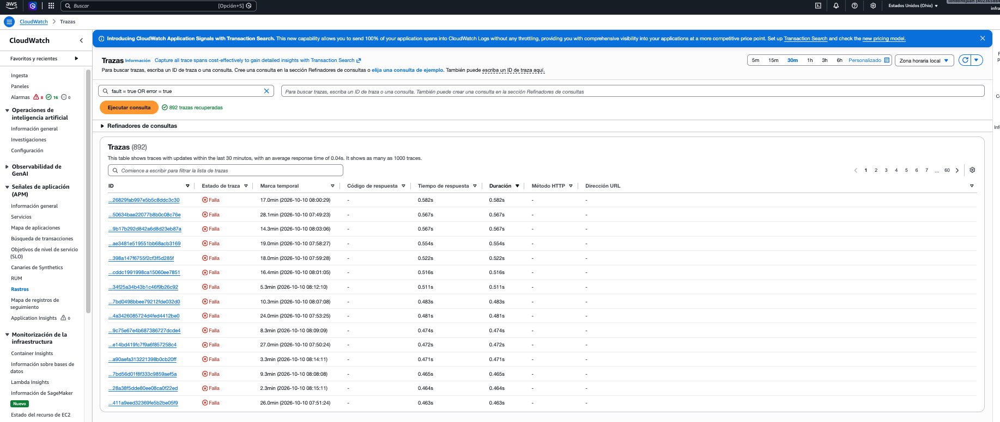 aws
Buscar
[Opción+S]
Estados Unidos (Ohio)
CloudWatch > Trazas
CloudWatch
Favoritos y recientes
Ingesta
Paneles
Alarmas 8 16 0
Operaciones de
inteligencia artificial
Información general
Investigaciones
Configuración
Observabilidad de
GenAI
Señales de aplicación
(APM)
Información general
Servicios
Mapa de aplicaciones
Búsqueda de transacciones
Objetivos de nivel de servicio
(SLO)
Canaries de Synthetics
RUM
Rastros
Mapa de registros de
seguimiento
Application Insights 0
Monitorización de la
infraestructura
Container Insights
Información sobre bases de
datos
Lambda Insights
Información de SageMaker
Nuevo
Estado del recurso de EC2
Introducing CloudWatch Application Signals with Transaction Search. This new capability allows you to send 100% of your application spans into CloudWatch Logs without any throttling, providing you with comprehensive visibility into your applications at a more competitive price point. Set up Transaction Search and check the new pricing model.
Trazas Información Capture all trace spans cost-effectively to gain detailed insights with Transaction Search
5m 15m 30m 1h 3h 6h Personalizado Zona horaria local
Para buscar trazas, escriba un ID de traza o una consulta. Cree una consulta en la sección Refinadores de consultas o elija una consulta de ejemplo. También puede escriba un ID de traza aquí.
fault = true OR error = true
Para buscar trazas, escriba un ID de traza o una consulta. También puede crear una consulta en la sección Refinadores de consultas
Ejecutar consulta 892 trazas recuperadas
Refinadores de consultas
Trazas (892)
This table shows traces with updates within the last 30 minutos, with an average response time of 0.04s. It shows as many as 1000 traces.
Comience a escribir para filtrar la lista de trazas
1 2 3 4 5 6 7 ... 60
ID Estado de traza Marca temporal Código de respuesta Tiempo de respuesta Duración Método HTTP Dirección URL
...26829fab997e5b5c8ddc3c30 Falla 17.0min (2026-10-10 08:00:29) - 0.582s 0.582s - -
...50634bae22077b8b0c08c76e Falla 28.1min (2026-10-10 07:49:23) - 0.567s 0.567s - -
...9b17b292d842a6d8d23eb87a Falla 14.3min (2026-10-10 08:03:06) - 0.567s 0.567s - -
...ae3481e519551bb68acb3169 Falla 19.0min (2026-10-10 07:58:27) - 0.554s 0.554s - -
...398a147f6755f2cf3f5d285f Falla 18.0min (2026-10-10 07:59:28) - 0.522s 0.522s - -
...cddc1991998ca15060ee7851 Falla 16.4min (2026-10-10 08:01:05) - 0.516s 0.516s - -
...34f25a34b43b1c46f9b26c92 Falla 5.3min (2026-10-10 08:12:10) - 0.511s 0.511s - -
...7bd0498bbee79212fde032d0 Falla 10.3min (2026-10-10 08:07:08) - 0.483s 0.483s - -
...4a3426085724d4fed4412be0 Falla 24.0min (2026-10-10 07:53:25) - 0.481s 0.481s - -
...9c75e67e4b687386727dcde4 Falla 8.3min (2026-10-10 08:09:09) - 0.474s 0.474s - -
...e14bd419fc7f9a6f857258c4 Falla 27.0min (2026-10-10 07:50:24) - 0.472s 0.472s - -
...a90aefa313221398b0cb20ff Falla 3.3min (2026-10-10 08:14:11) - 0.471s 0.471s - -
...7bd56d01f8f333c9859aef5a Falla 9.3min (2026-10-10 08:08:08) - 0.465s 0.465s - -
...28a38f5dde80ee08ca0f22ed Falla 2.3min (2026-10-10 08:15:11) - 0.464s 0.464s - -
...411a9eed32369fe5b2be05f9 Falla 26.0min (2026-10-10 07:51:24) - 0.463s 0.463s - -